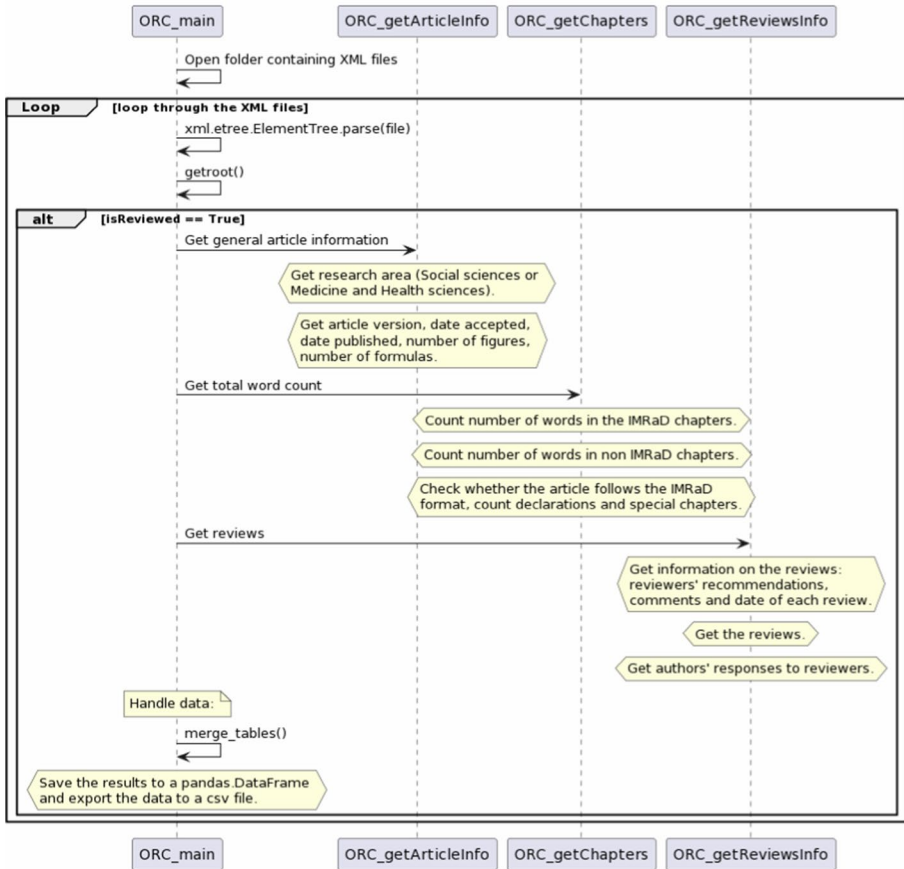 ORC_main ORC_getArticleInfo ORC_getChapters ORC_getReviewsInfo
Open folder containing XML files
Loop [loop through the XML files]
xml.etree.ElementTree.parse(file)
getroot()
alt [isReviewed == True]
Get general article information
Get research area (Social sciences or
Medicine and Health sciences).
Get article version, date accepted,
date published, number of figures,
number of formulas.
Get total word count
Count number of words in the IMRaD chapters.
Count number of words in non IMRaD chapters.
Check whether the article follows the IMRaD
format, count declarations and special chapters.
Get reviews
Get information on the reviews:
reviewers' recommendations,
comments and date of each review.
Get the reviews.
Get authors' responses to reviewers.
Handle data:
merge_tables()
Save the results to a pandas.DataFrame
and export the data to a csv file.
ORC_main ORC_getArticleInfo ORC_getChapters ORC_getReviewsInfo